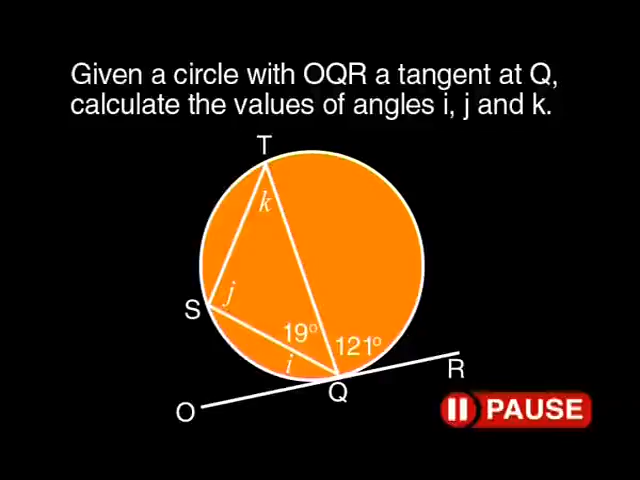 Given a circle with OQR a tangent at Q,
calculate the values of angles i, j and k.
T
k
S
j
19°
121°
i
R
Q
O
PAUSE